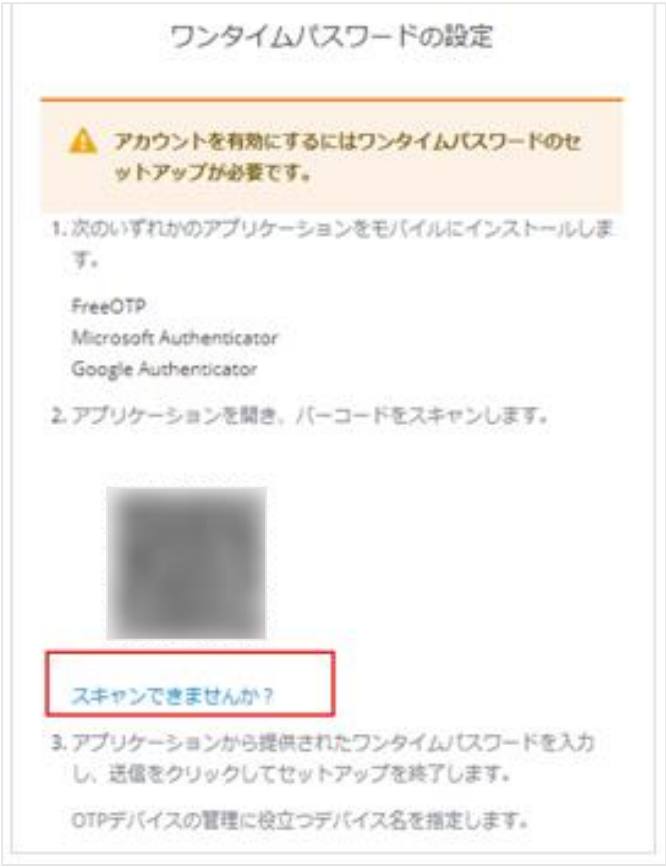 ワンタイムパスワードの設定
アカウントを有効にするにはワンタイムパスワードのセ
ットアップが必要です。
1. 次のいずれかのアプリケーションをモバイルにインストールしま
す。
FreeOTP
Microsoft Authenticator
Google Authenticator
2. アプリケーションを開き、バーコードをスキャンします。
スキャンできませんか？
3. アプリケーションから提供されたワンタイムパスワードを入力
し、送信をクリックしてセットアップを終了します。
OTPデバイスの管理に役立つデバイス名を指定します。